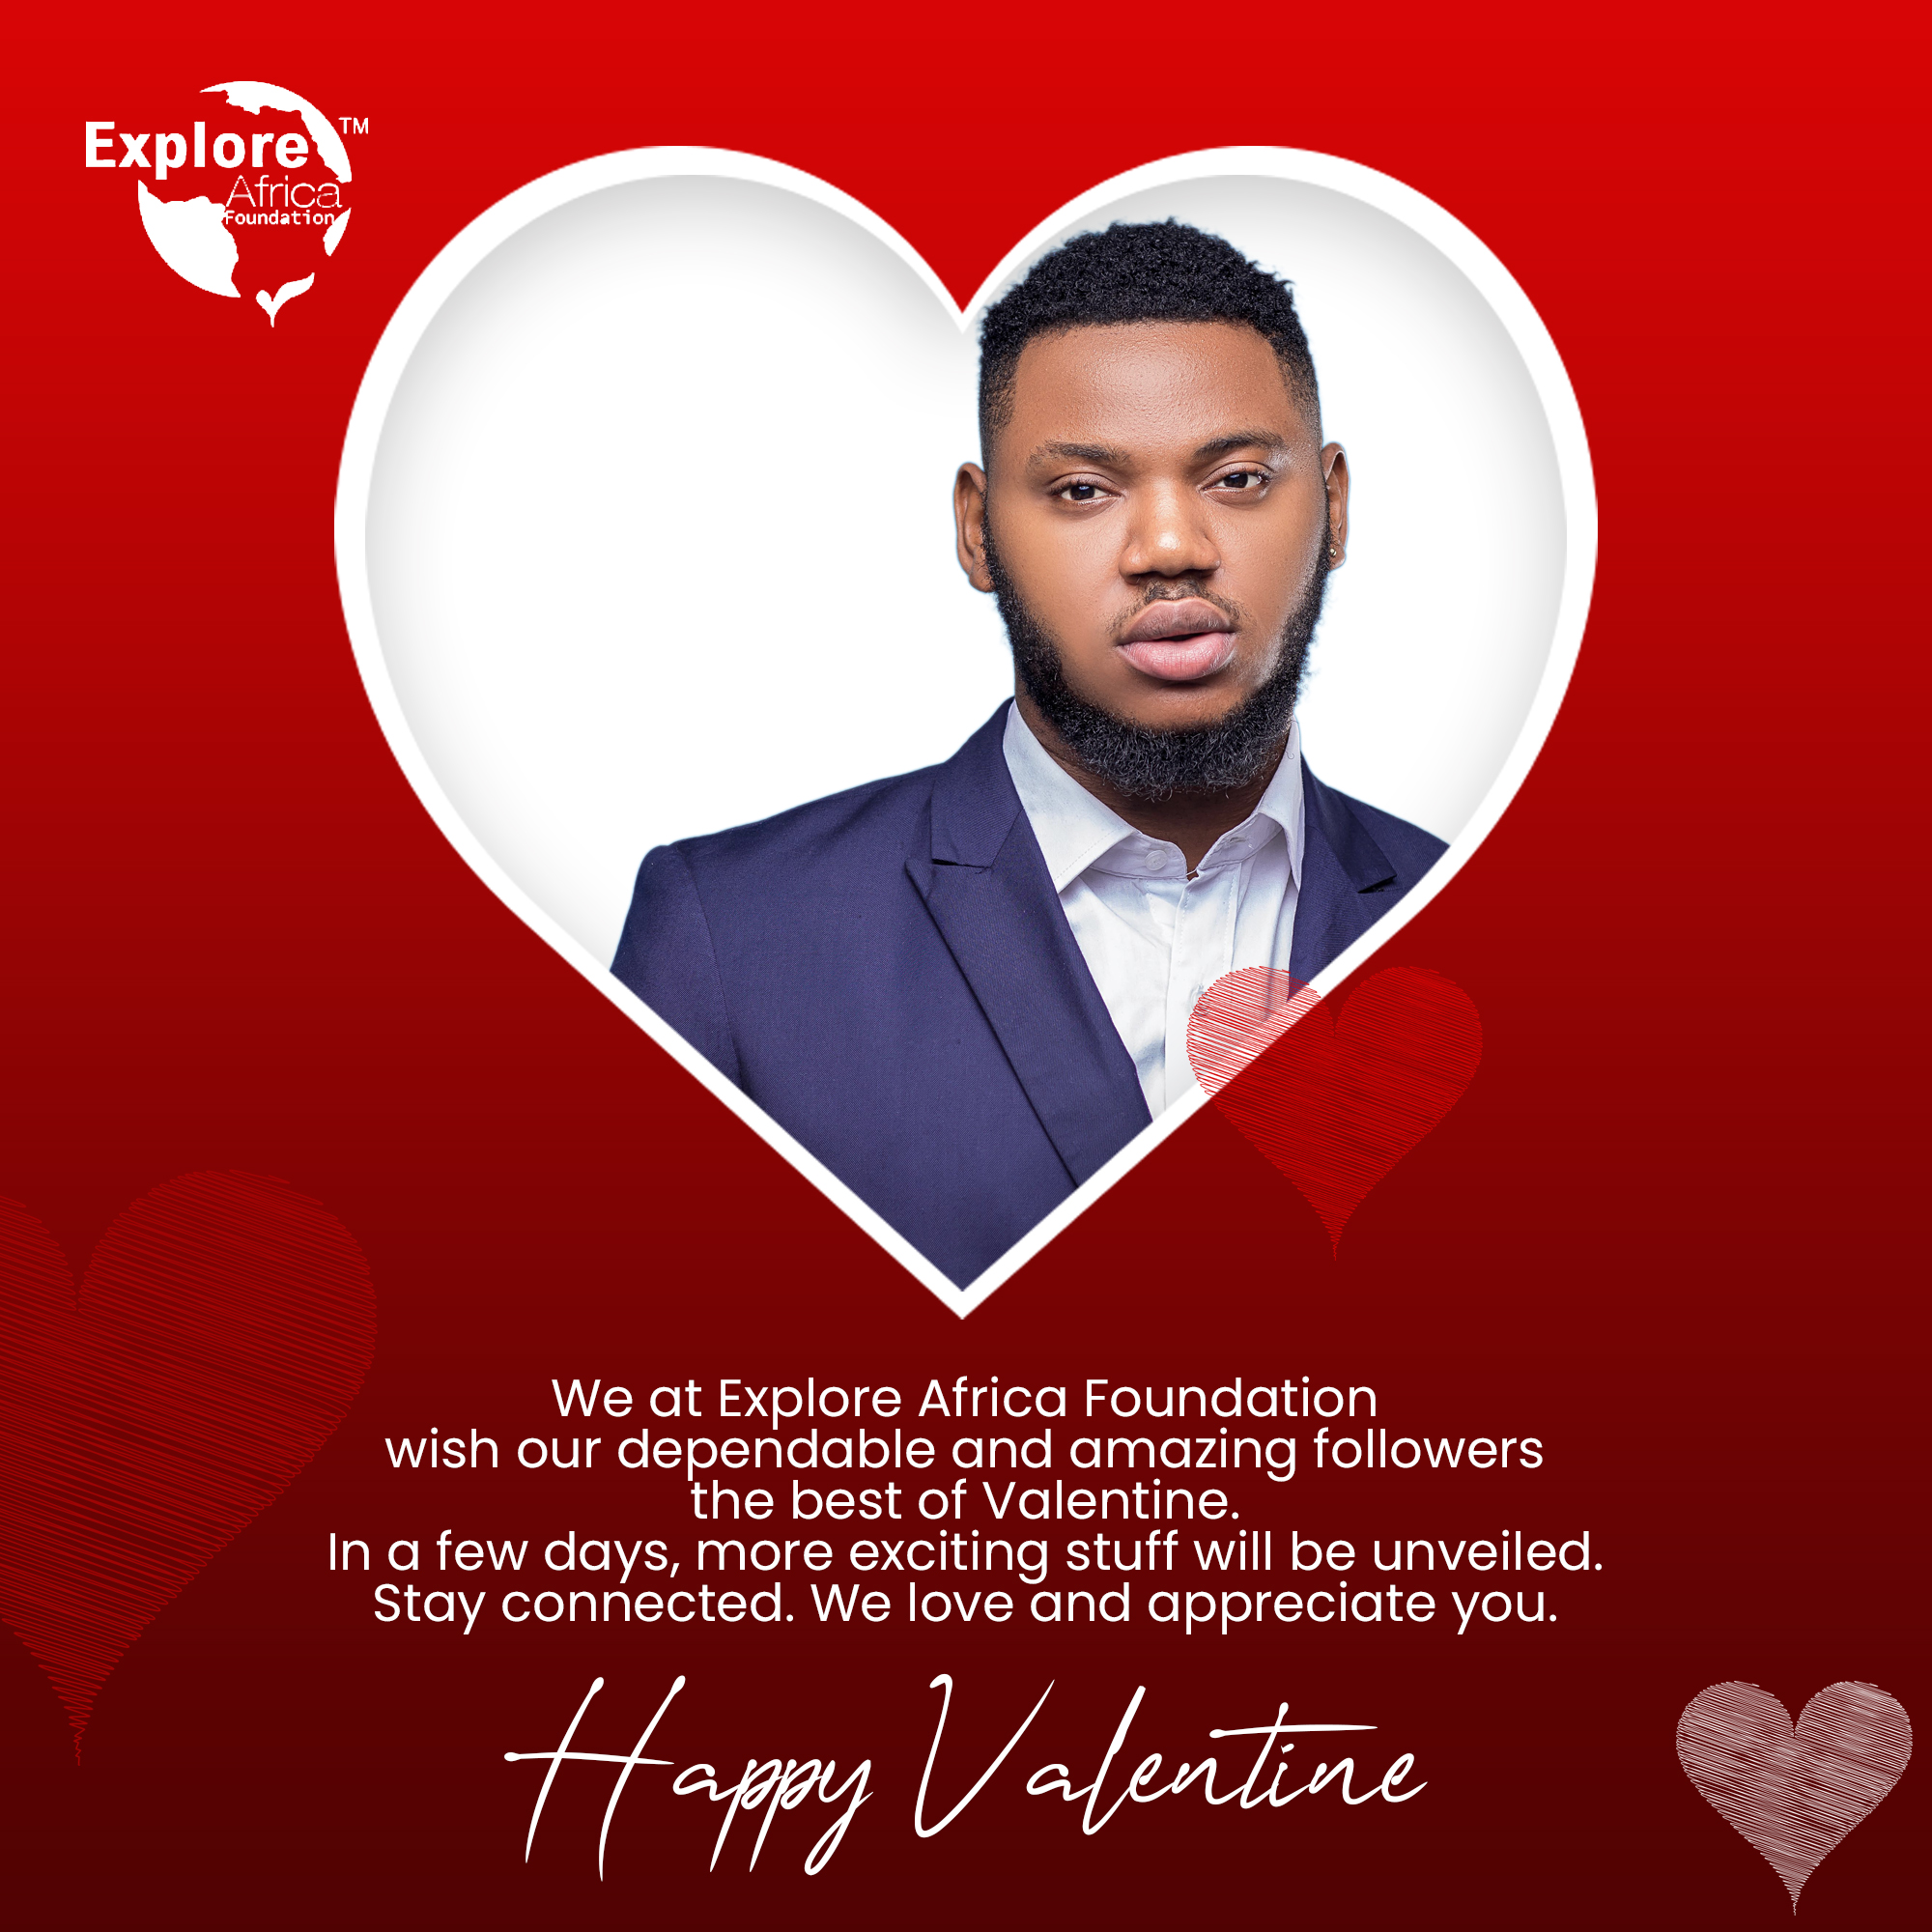 Explore TM
Africa
Foundation
We at Explore Africa Foundation
wish our dependable and amazing followers
the best of Valentine.
In a few days, more exciting stuff will be unveiled.
Stay connected. We love and appreciate you.
Happy Valentine